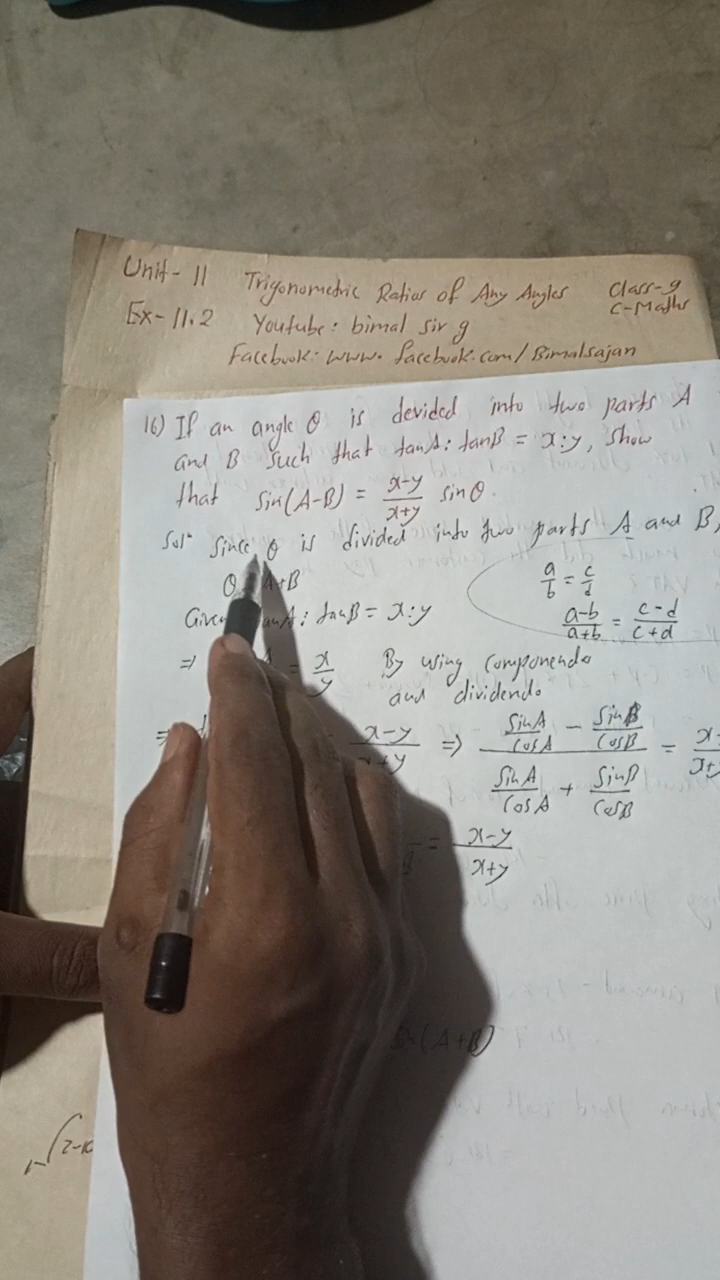 Unit-11 Trigonometric Ratios of Any Angles Class-9
Ex-11.2 Youtube: bimal sir g C-Maths
Facebook: www.facebook.com/Bimalsajan
16) If an angle θ is devided into two parts A
and B such that tanA: tanB = x:y, Show
that sin(A-B) = x-y/x+y sinθ.
Solⁿ Since θ is divided into two parts A and B,
θ A+B
a/b = c/d
Given tanA: tanB = x:y
a-b/a+b = c-d/c+d
⇒ = x/y By using componendo
and dividendo
⇒ x-y/x+y ⇒ SinA/CosA - SinB/CosB / SinA/CosA + SinB/CosB =
= x-y/x+y
sin(A+B)